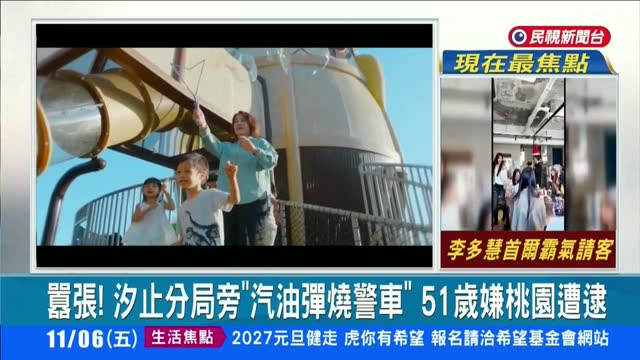 民視新聞台
現在最焦點
李多慧首爾霸氣請客
囂張! 汐止分局旁"汽油彈燒警車" 51歲嫌桃園遭逮
11/06(五) 生活焦點 2027元旦健走 虎你有希望 報名請洽希望基金會網站